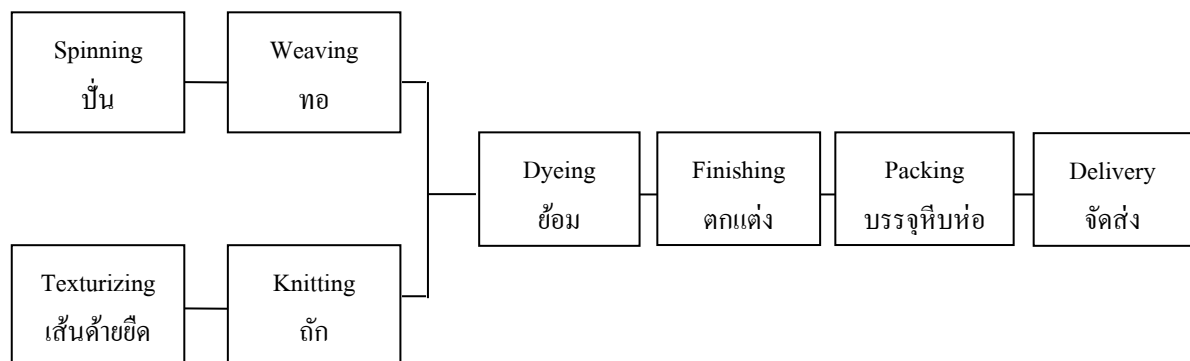 Spinning
ปั่น
Weaving
ทอ
Dyeing
ย้อม
Finishing
ตกแต่ง
Packing
บรรจุหีบห่อ
Delivery
จัดส่ง
Texturizing
เส้นด้ายยืด
Knitting
ถัก